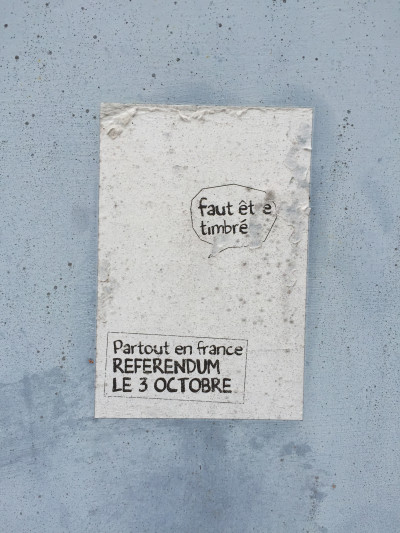 faut êt e
timbré
Partout en france
REFERENDUM
LE 3 OCTOBRE